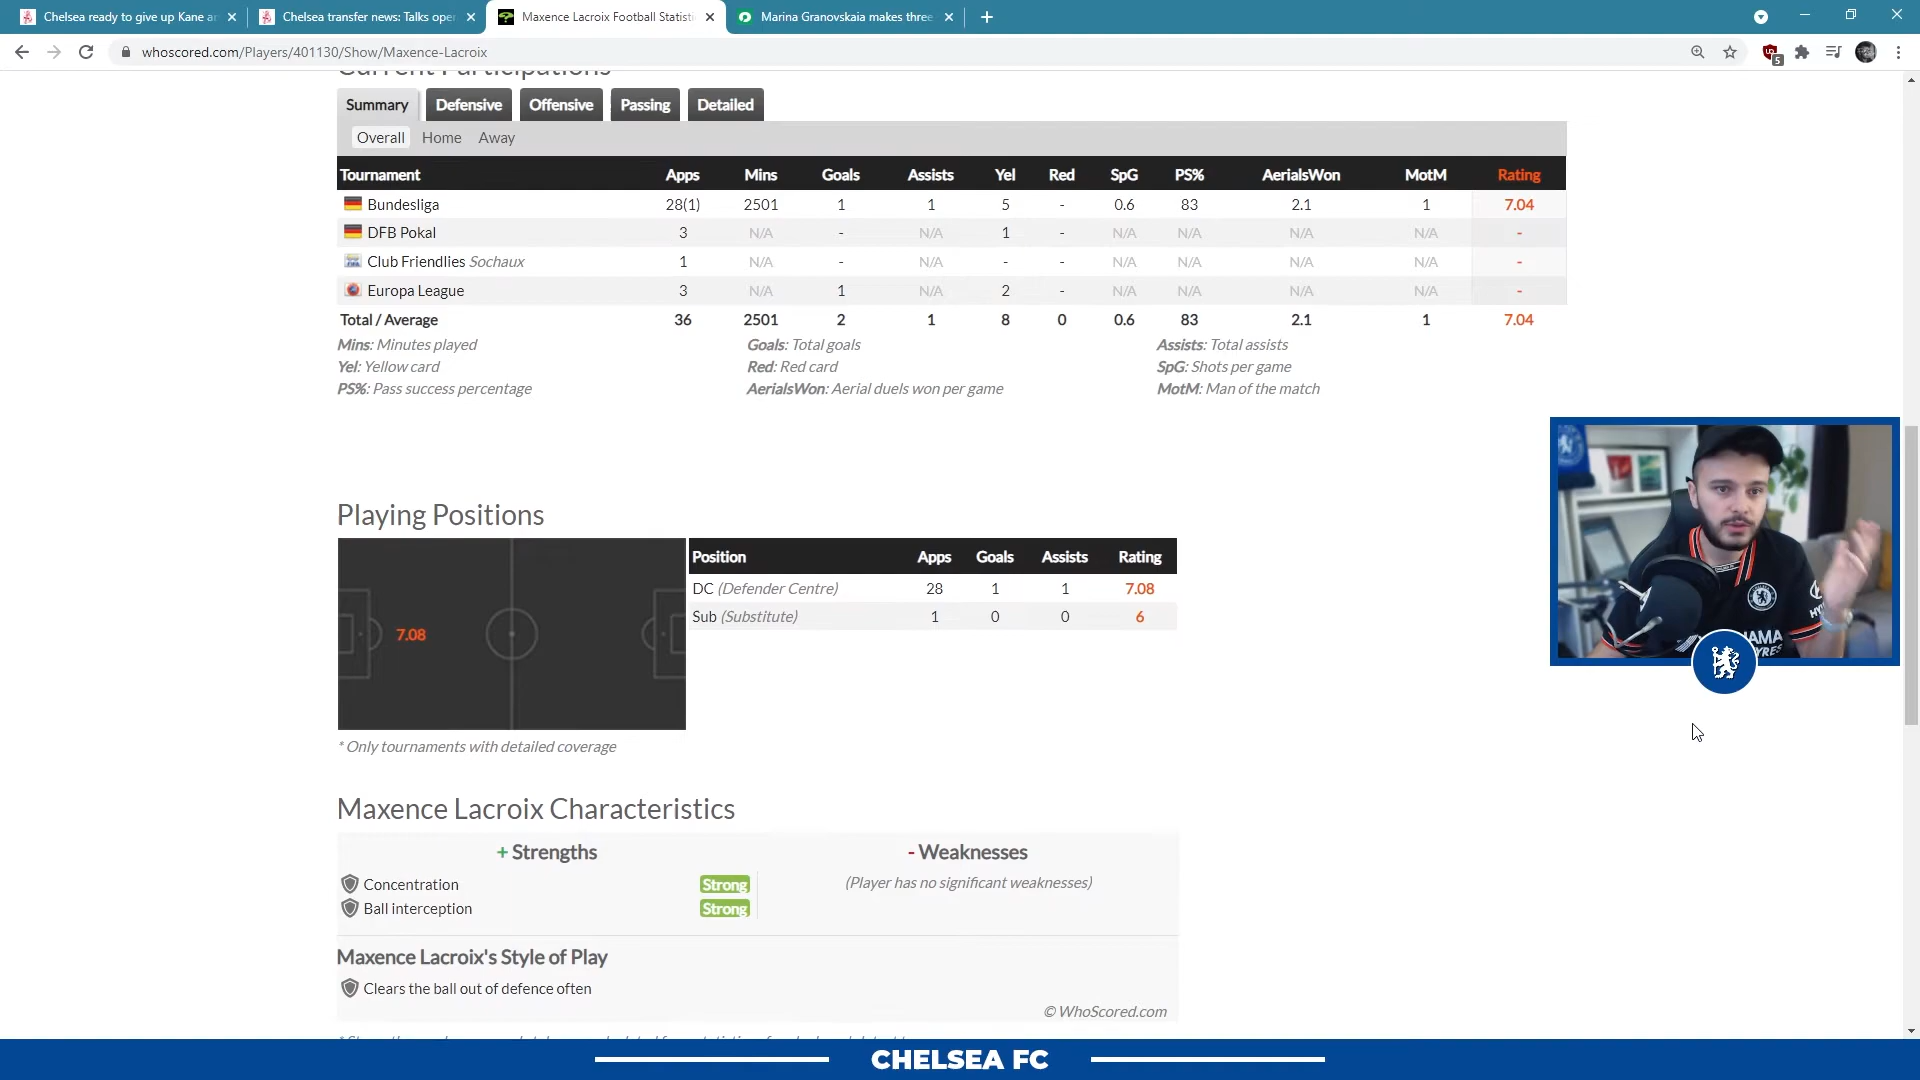 Chelsea ready to give up Kane ar
Chelsea transfer news: Talks oper
Maxence Lacroix Football Statisti
Marina Granovskaia makes three
whoscored.com/Players/401130/Show/Maxence-Lacroix
5
Current Participations
Summary Defensive Offensive Passing Detailed
Overall Home Away
Tournament Apps Mins Goals Assists Yel Red SpG PS% AerialsWon MotM Rating
Bundesliga 28(1) 2501 1 1 5 - 0.6 83 2.1 1 7.04
DFB Pokal 3 N/A - N/A 1 - N/A N/A N/A N/A -
Club Friendlies Sochaux 1 N/A - N/A - - N/A N/A N/A N/A -
Europa League 3 N/A 1 N/A 2 - N/A N/A N/A N/A -
Total / Average 36 2501 2 1 8 0 0.6 83 2.1 1 7.04
Mins: Minutes played Goals: Total goals Assists: Total assists
Yel: Yellow card Red: Red card SpG: Shots per game
PS%: Pass success percentage AerialsWon: Aerial duels won per game MotM: Man of the match
Playing Positions
Position Apps Goals Assists Rating
DC (Defender Centre) 28 1 1 7.08
Sub (Substitute) 1 0 0 6
7.08
* Only tournaments with detailed coverage
Maxence Lacroix Characteristics
+ Strengths - Weaknesses
Concentration Strong (Player has no significant weaknesses)
Ball interception Strong
Maxence Lacroix's Style of Play
Clears the ball out of defence often
© WhoScored.com
CHELSEA FC